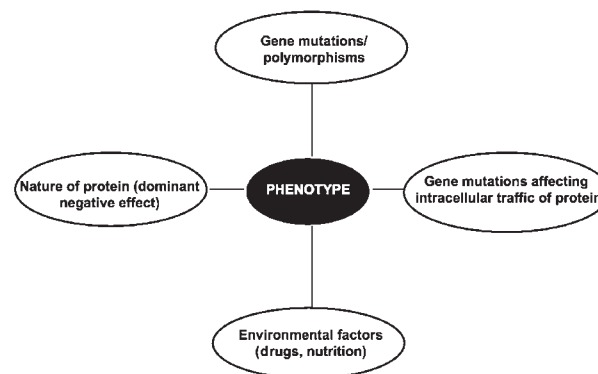 Gene mutations/
polymorphisms
Nature of protein (dominant
negative effect)
PHENOTYPE
Gene mutations affecting
intracellular traffic of protein
Environmental factors
(drugs, nutrition)